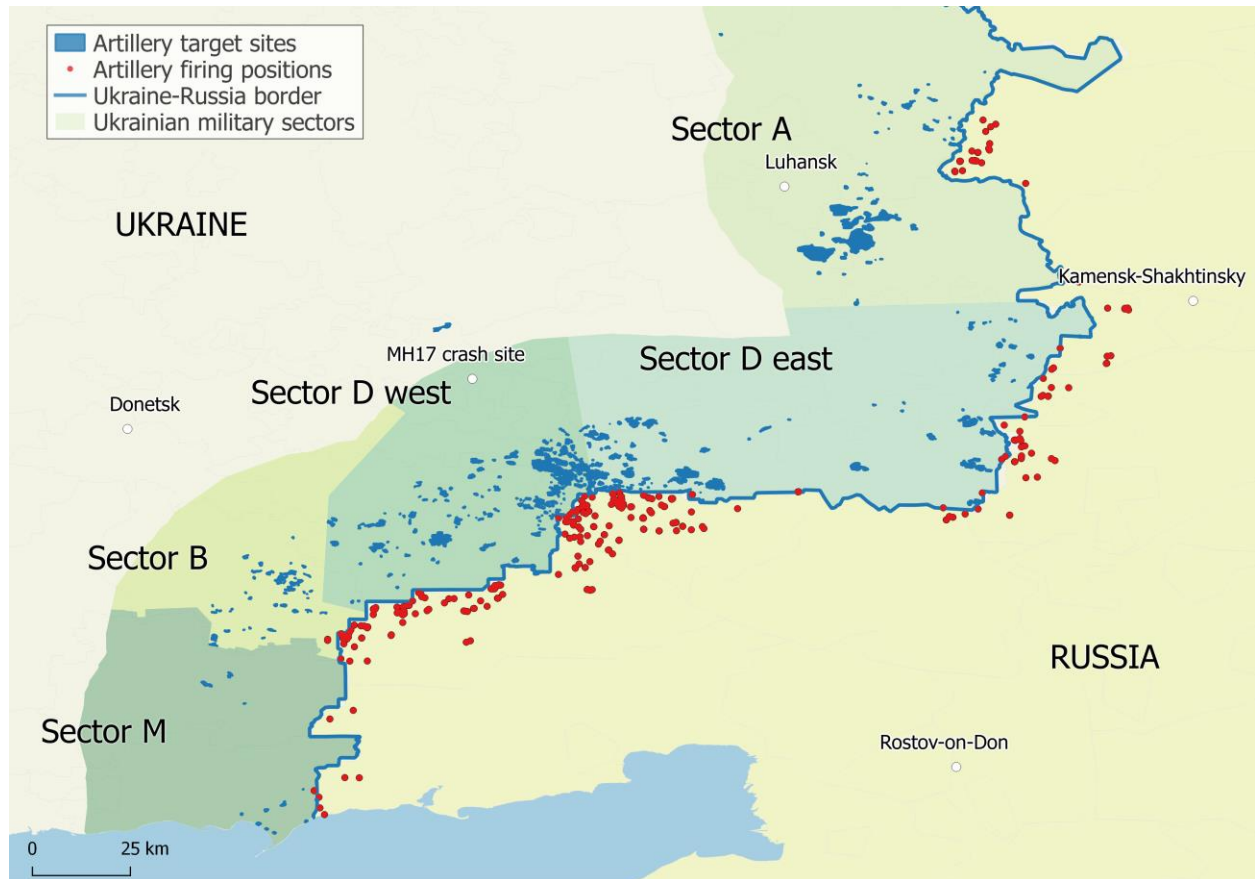 Artillery target sites
Artillery firing positions
Ukraine-Russia border
Ukrainian military sectors
Sector A
Luhansk
UKRAINE
Kamensk-Shakhtinsky
MH17 crash site
Sector D east
Sector D west
Donetsk
Sector B
RUSSIA
Sector M
Rostov-on-Don
0 25 km